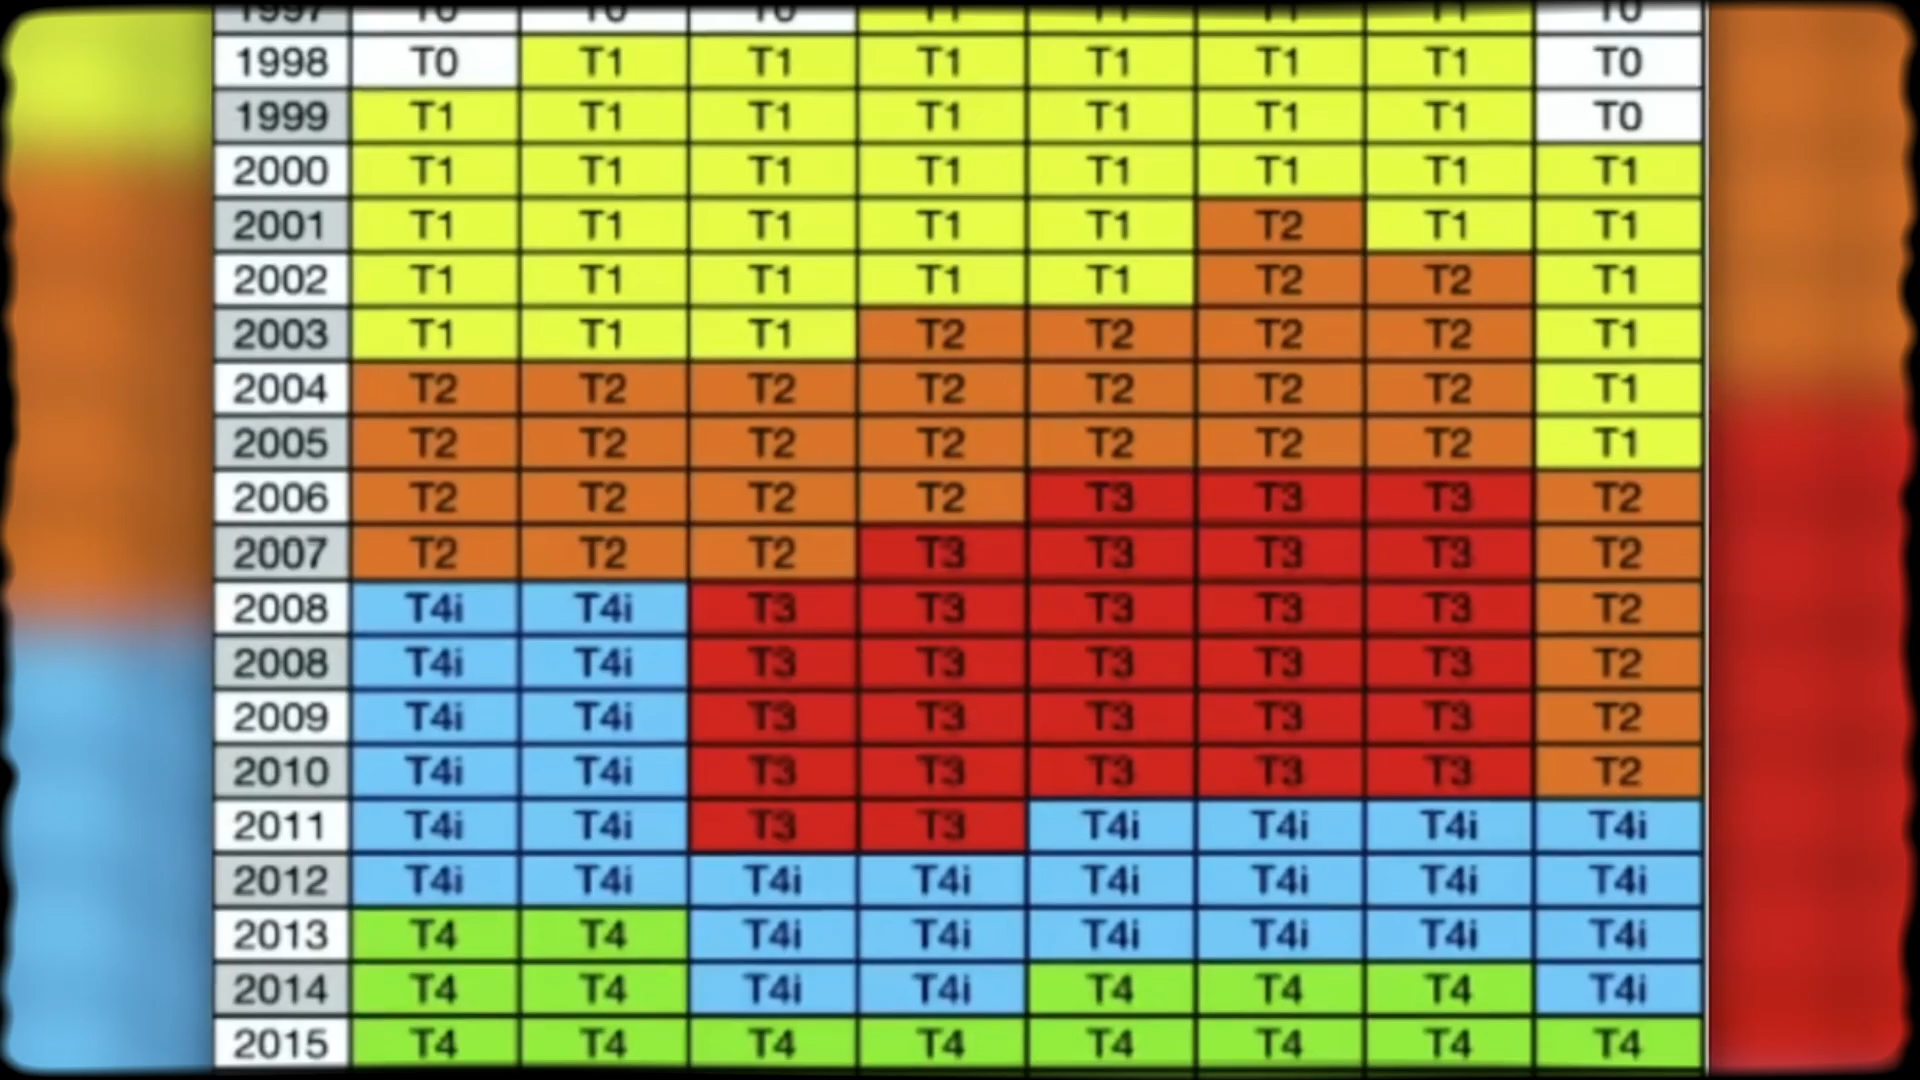 1997 T0 T0 T0 T1 T1 T1 T1 T0
1998 T0 T1 T1 T1 T1 T1 T1 T0
1999 T1 T1 T1 T1 T1 T1 T1 T0
2000 T1 T1 T1 T1 T1 T1 T1 T1
2001 T1 T1 T1 T1 T1 T2 T1 T1
2002 T1 T1 T1 T1 T1 T2 T2 T1
2003 T1 T1 T1 T2 T2 T2 T2 T1
2004 T2 T2 T2 T2 T2 T2 T2 T1
2005 T2 T2 T2 T2 T2 T2 T2 T1
2006 T2 T2 T2 T2 T3 T3 T3 T2
2007 T2 T2 T2 T3 T3 T3 T3 T2
2008 T4i T4i T3 T3 T3 T3 T3 T2
2008 T4i T4i T3 T3 T3 T3 T3 T2
2009 T4i T4i T3 T3 T3 T3 T3 T2
2010 T4i T4i T3 T3 T3 T3 T3 T2
2011 T4i T4i T3 T3 T4i T4i T4i T4i
2012 T4i T4i T4i T4i T4i T4i T4i T4i
2013 T4 T4 T4i T4i T4i T4i T4i T4i
2014 T4 T4 T4i T4i T4 T4 T4 T4i
2015 T4 T4 T4 T4 T4 T4 T4 T4